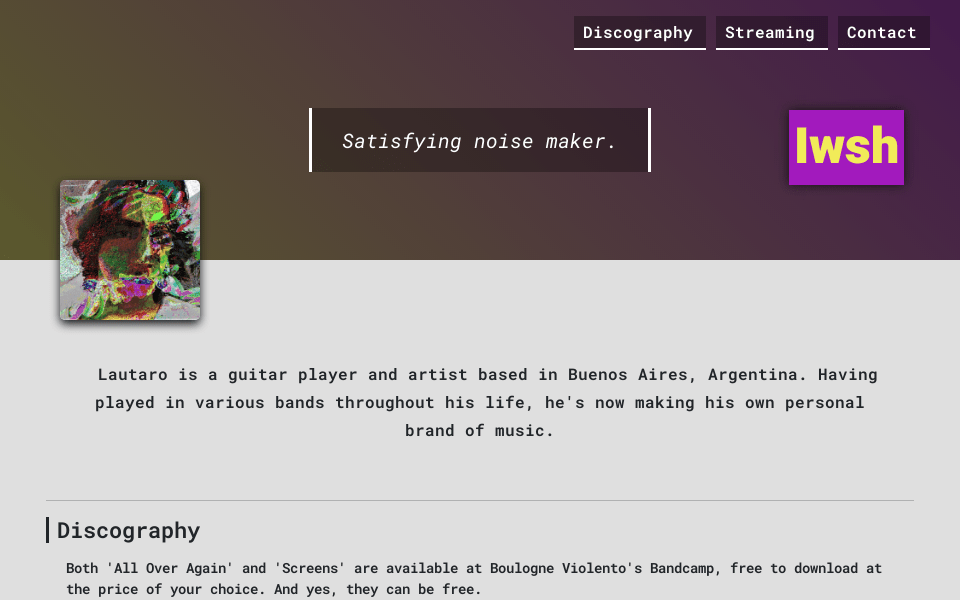 Discography Streaming Contact
Satisfying noise maker.
lwsh
Lautaro is a guitar player and artist based in Buenos Aires, Argentina. Having
played in various bands throughout his life, he's now making his own personal
brand of music.
Discography
Both 'All Over Again' and 'Screens' are available at Boulogne Violento's Bandcamp, free to download at
the price of your choice. And yes, they can be free.